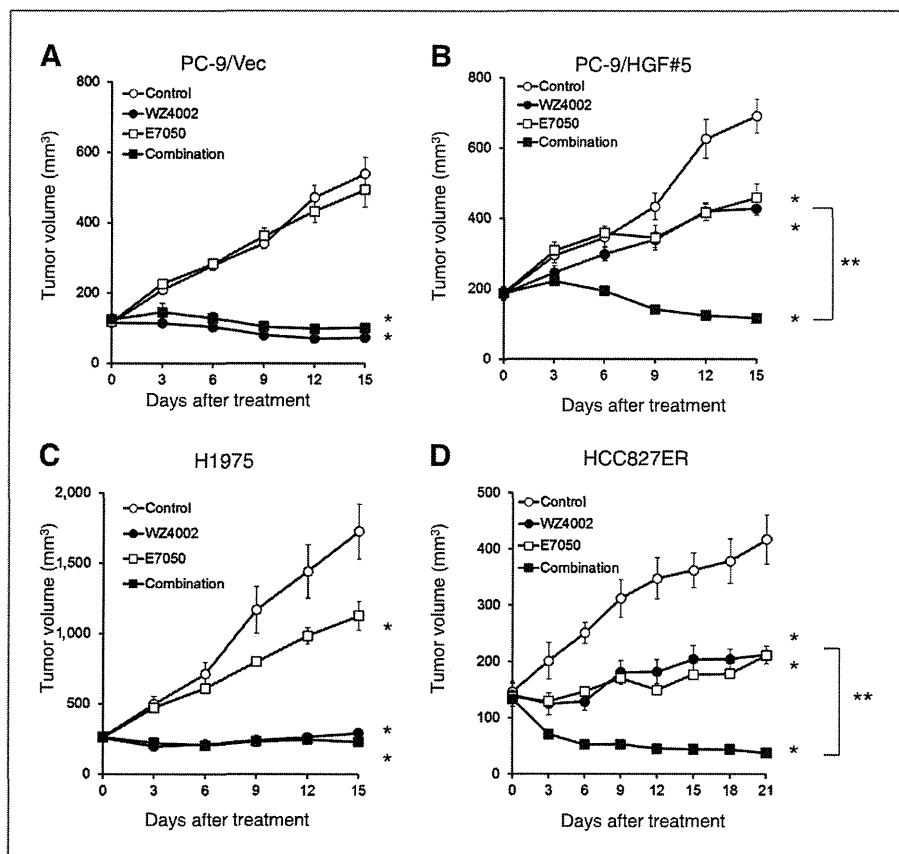 A
PC-9/Vec
Tumor volume (mm³)
800
600
400
200
0
Control
WZ4002
E7050
Combination
*
*
0 3 6 9 12 15
Days after treatment
B
PC-9/HGF#5
Tumor volume (mm³)
800
600
400
200
0
Control
WZ4002
E7050
Combination
*
*
**
*
0 3 6 9 12 15
Days after treatment
C
H1975
Tumor volume (mm³)
2,000
1,500
1,000
500
0
Control
WZ4002
E7050
Combination
*
*
*
0 3 6 9 12 15
Days after treatment
D
HCC827ER
Tumor volume (mm³)
500
400
300
200
100
0
Control
WZ4002
E7050
Combination
*
*
**
*
0 3 6 9 12 15 18 21
Days after treatment